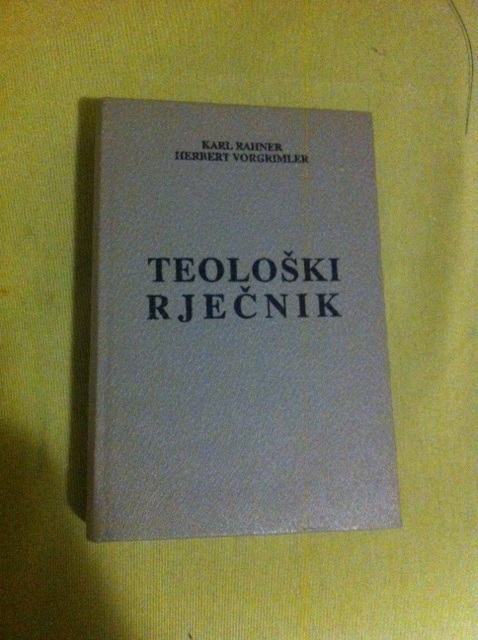 KARL RAHNER
HERBERT VORGRIMLER
TEOLOŠKI
RJEČNIK